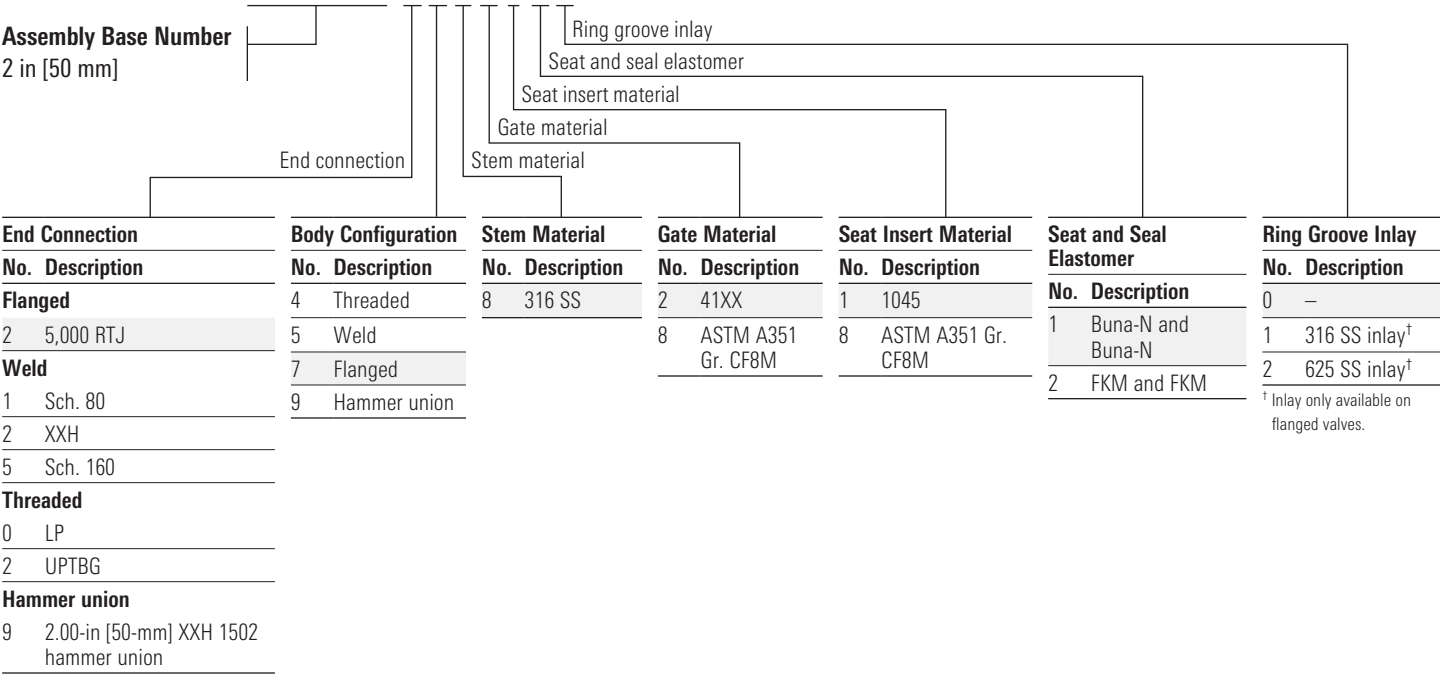 Assembly Base Number
2 in [50 mm]
Ring groove inlay
Seat and seal elastomer
Seat insert material
Gate material
End connection
Stem material
End Connection
No. Description
Flanged
2 5,000 RTJ
Weld
1 Sch. 80
2 XXH
5 Sch. 160
Threaded
0 LP
2 UPTBG
Hammer union
9 2.00-in [50-mm] XXH 1502
hammer union
Body Configuration
No. Description
4 Threaded
5 Weld
7 Flanged
9 Hammer union
Stem Material
No. Description
8 316 SS
Gate Material
No. Description
2 41XX
8 ASTM A351
Gr. CF8M
Seat Insert Material
No. Description
1 1045
8 ASTM A351 Gr.
CF8M
Seat and Seal
Elastomer
No. Description
1 Buna-N and
Buna-N
2 FKM and FKM
Ring Groove Inlay
No. Description
0 –
1 316 SS inlay†
2 625 SS inlay†
† Inlay only available on
flanged valves.